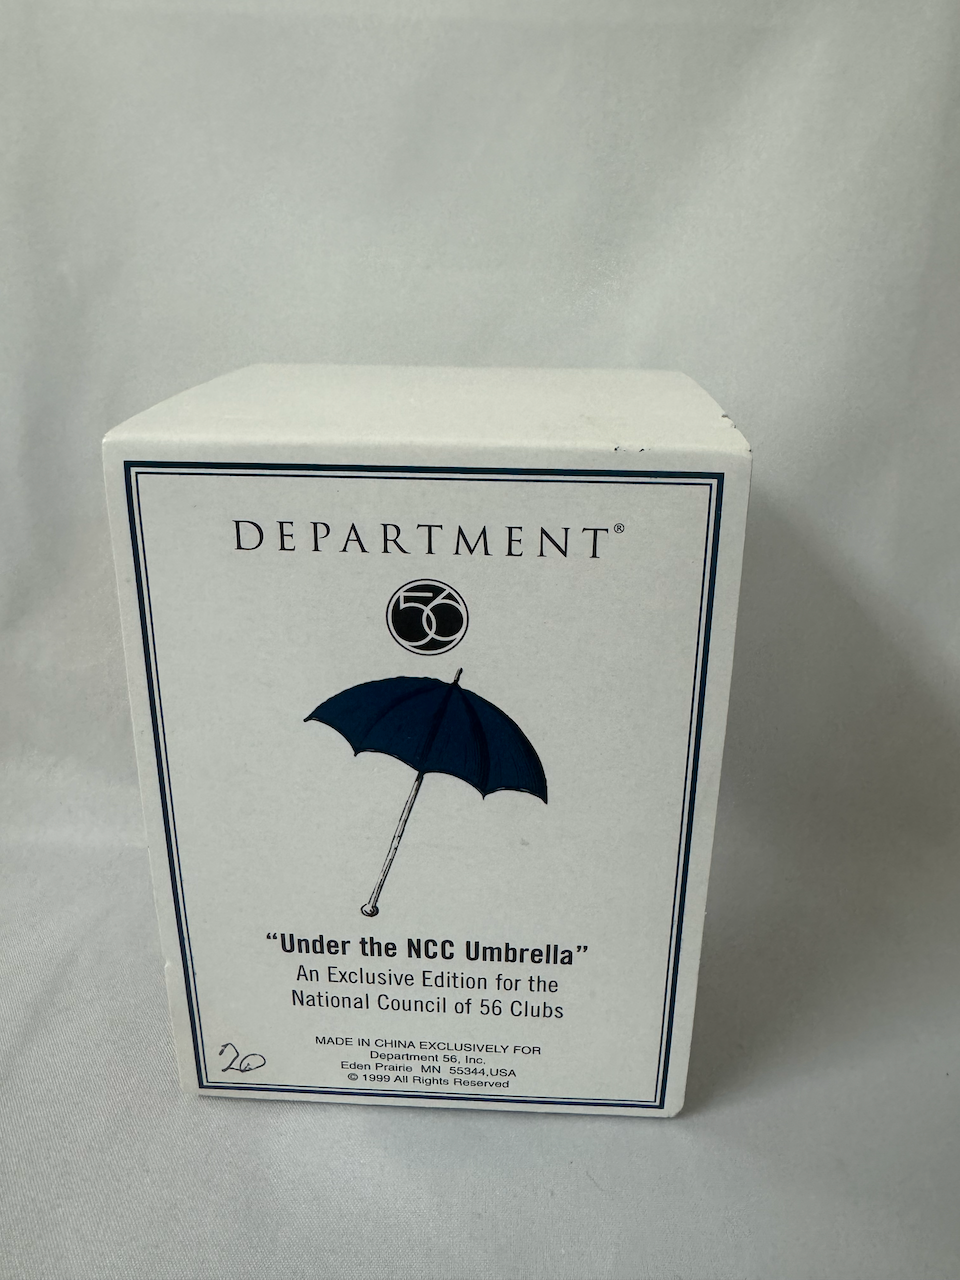 DEPARTMENT®
56
“Under the NCC Umbrella”
An Exclusive Edition for the
National Council of 56 Clubs
MADE IN CHINA EXCLUSIVELY FOR
Department 56, Inc.
Eden Prairie MN 55344,USA
© 1999 All Rights Reserved
20